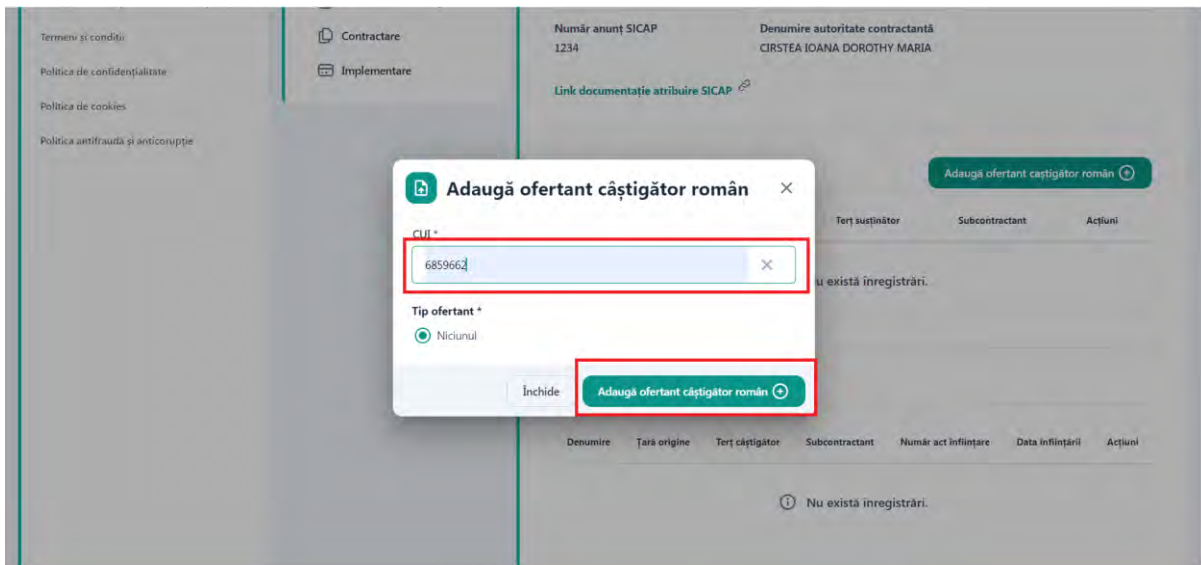 Termeni și condiții
Politica de confidențialitate
Politica de cookies
Politica antifraudă și anticorupție
Contractare
Implementare
Număr anunț SICAP
Denumire autoritate contractantă
1234
CIRSTEA IOANA DOROTHY MARIA
Link documentație atribuire SICAP
Adaugă ofertant caștigător român
Terț susținător
Subcontractant
Acțiuni
u există înregistrări.
Adaugă ofertant câștigător român
CUI *
6859662
Tip ofertant *
Niciunul
Închide
Adaugă ofertant câștigător român
Denumire
Țară origine
Terț câștigător
Subcontractant
Număr act înființare
Data înființării
Acțiuni
Nu există înregistrări.